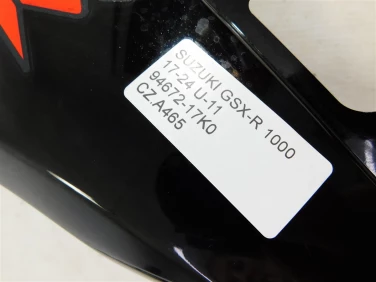 SUZUKI GSX-R 1000
17-24 U-11
94672-17K0
CZ.A465